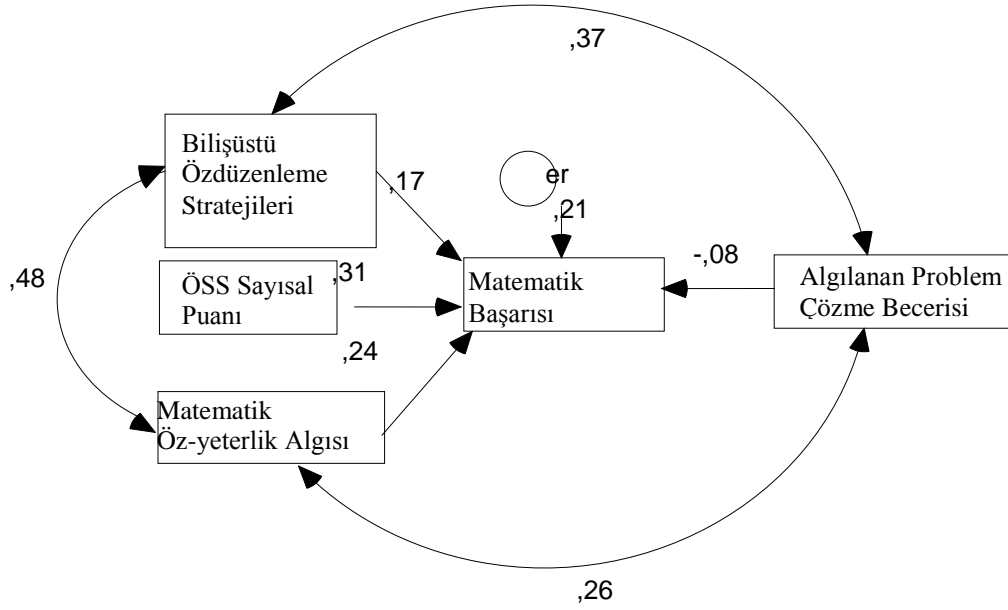 ,37
Bilişüstü
Özdüzenleme
Stratejileri
,17
er
,21
,48
ÖSS Sayısal
Puanı
,31
Matematik
Başarısı
-,08
Algılanan Problem
Çözme Becerisi
,24
Matematik
Öz-yeterlik Algısı
,26